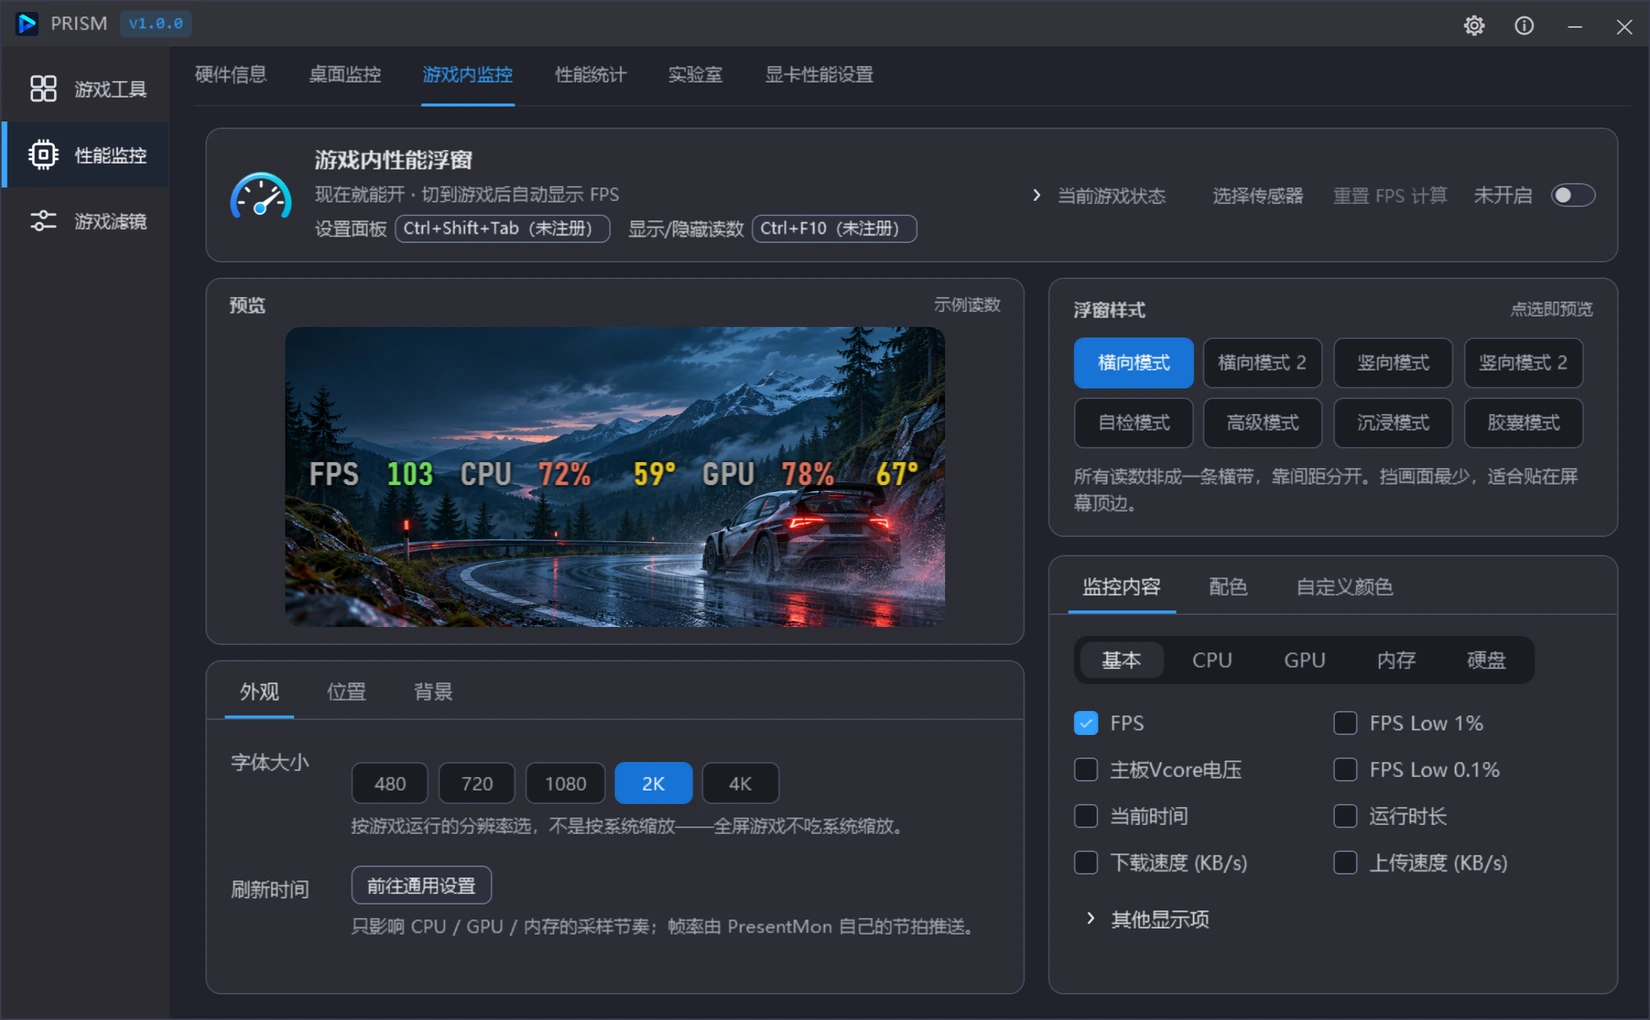 PRISM v1.0.0
游戏工具
性能监控
游戏滤镜
硬件信息 桌面监控 游戏内监控 性能统计 实验室 显卡性能设置
游戏内性能浮窗
现在就能开 · 切到游戏后自动显示 FPS
设置面板 Ctrl+Shift+Tab（未注册） 显示/隐藏读数 Ctrl+F10（未注册）
当前游戏状态 选择传感器 重置 FPS 计算 未开启
预览 示例读数
FPS 103 CPU 72% 59° GPU 78% 67°
浮窗样式 点选即预览
横向模式 横向模式 2 竖向模式 竖向模式 2
自检模式 高级模式 沉浸模式 胶囊模式
所有读数排成一条横带，靠间距分开。挡画面最少，适合贴在屏
幕顶边。
外观 位置 背景
字体大小
480 720 1080 2K 4K
按游戏运行的分辨率选，不是按系统缩放——全屏游戏不吃系统缩放。
刷新时间 前往通用设置
只影响 CPU / GPU / 内存的采样节奏；帧率由 PresentMon 自己的节拍推送。
监控内容 配色 自定义颜色
基本 CPU GPU 内存 硬盘
FPS FPS Low 1%
主板Vcore电压 FPS Low 0.1%
当前时间 运行时长
下载速度 (KB/s) 上传速度 (KB/s)
其他显示项